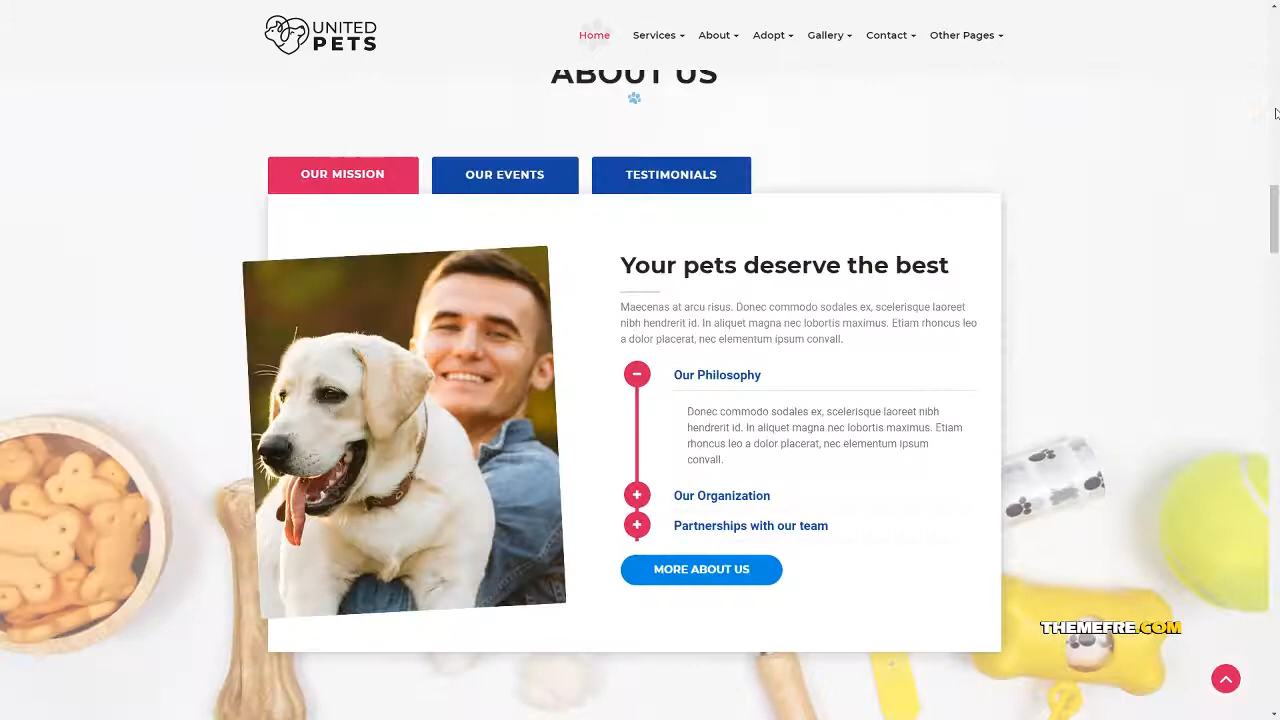 UNITED
PETS
Home
Services
About
Adopt
Gallery
Contact
Other Pages
ABOUT US
OUR MISSION
OUR EVENTS
TESTIMONIALS
Your pets deserve the best
Maecenas at arcu risus. Donec commodo sodales ex, scelerisque laoreet
nibh hendrerit id. In aliquet magna nec lobortis maximus. Etiam rhoncus leo
a dolor placerat, nec elementum ipsum convall.
Our Philosophy
Donec commodo sodales ex, scelerisque laoreet nibh
hendrerit id. In aliquet magna nec lobortis maximus. Etiam
rhoncus leo a dolor placerat, nec elementum ipsum
convall.
Our Organization
Partnerships with our team
MORE ABOUT US
THEMEFRE.COM